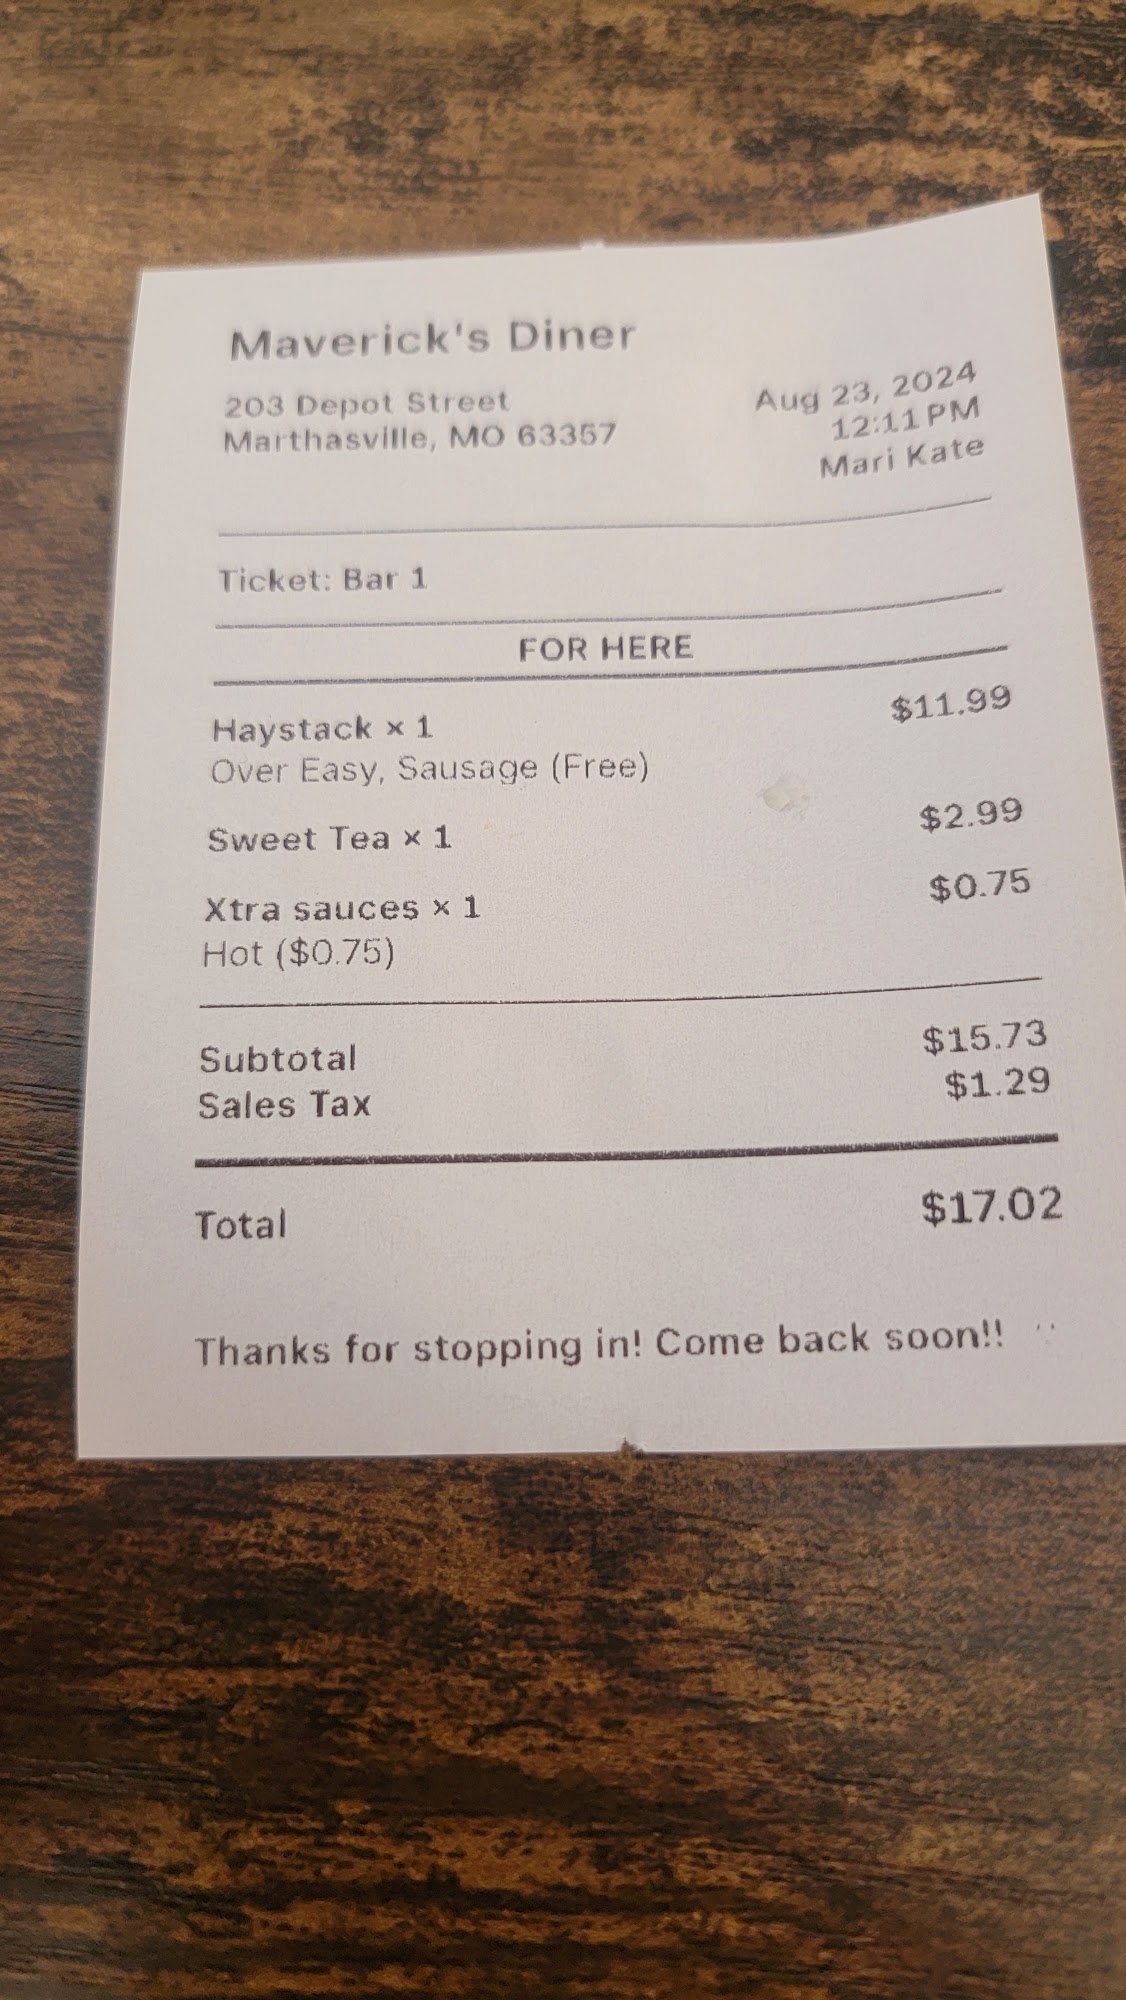 Maverick's Diner
203 Depot Street
Marthasville, MO 63357
Aug 23, 2024
12:11 PM
Mari Kate
Ticket: Bar 1
FOR HERE
Haystack × 1 $11.99
Over Easy, Sausage (Free)
Sweet Tea × 1 $2.99
Xtra sauces × 1 $0.75
Hot ($0.75)
Subtotal $15.73
Sales Tax $1.29
Total $17.02
Thanks for stopping in! Come back soon!!